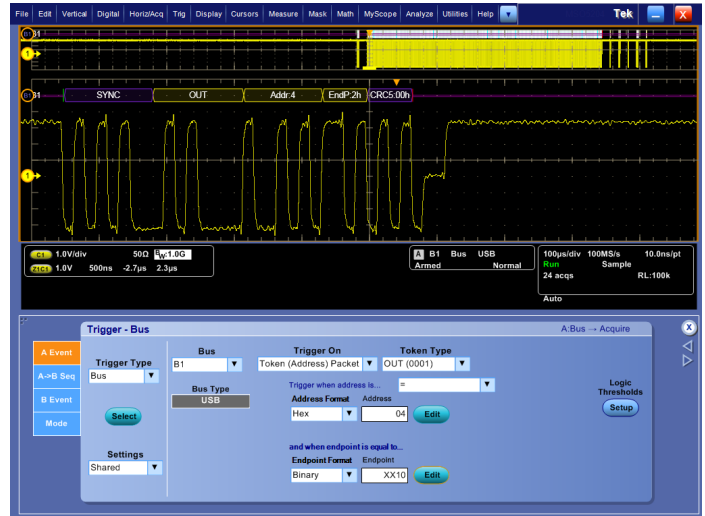 File Edit Vertical Digital Horiz/Acq Trig Display Cursors Measure Mask Math MyScope Analyze Utilities Help Tek X
B1 B1
1
B1 B1 SYNC OUT Addr:4 EndP:2h CRC5:00h
1
C1 1.0V/div 50Ω BW:1.0G
Z1C1 1.0V 500ns -2.7µs 2.3µs
A B1 Bus USB
Armed Normal
100µs/div 100MS/s 10.0ns/pt
Run Sample
24 acqs RL:100k
Auto
Trigger - Bus A:Bus → Acquire X
A Event
A->B Seq
B Event
Mode
Trigger Type
Bus
Select
Settings
Shared
Bus
B1
Bus Type
USB
Trigger On
Token (Address) Packet
Token Type
OUT (0001)
Trigger when address is... =
Address Format Address
Hex 04 Edit
and when endpoint is equal to...
Endpoint Format Endpoint
Binary XX10 Edit
Logic
Thresholds
Setup